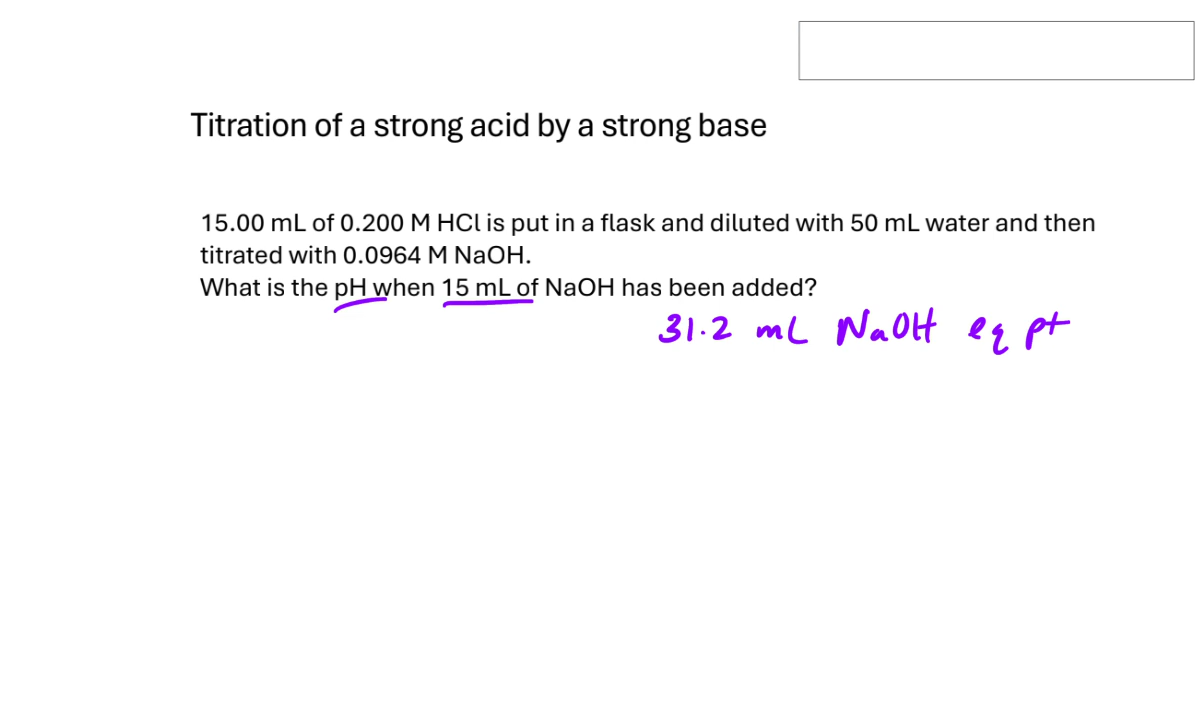 Titration of a strong acid by a strong base
15.00 mL of 0.200 M HCl is put in a flask and diluted with 50 mL water and then
titrated with 0.0964 M NaOH.
What is the pH when 15 mL of NaOH has been added?
31.2 mL NaOH eq pt